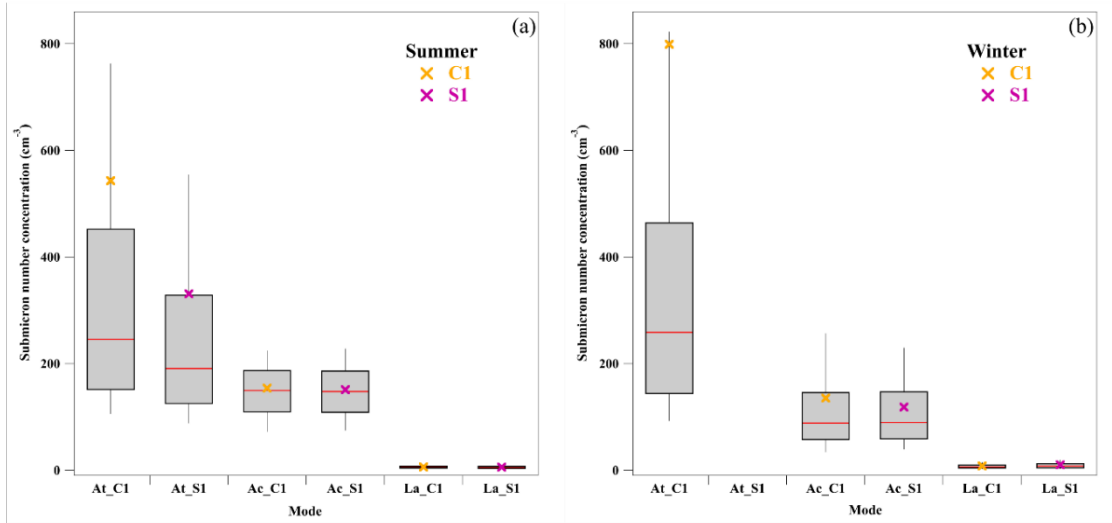 (a)
Summer
× C1
× S1
Submicron number concentration (cm⁻³)
800
600
400
200
0
At_C1 At_S1 Ac_C1 Ac_S1 La_C1 La_S1
Mode
(b)
Winter
× C1
× S1
Submicron number concentration (cm⁻³)
800
600
400
200
0
At_C1 At_S1 Ac_C1 Ac_S1 La_C1 La_S1
Mode